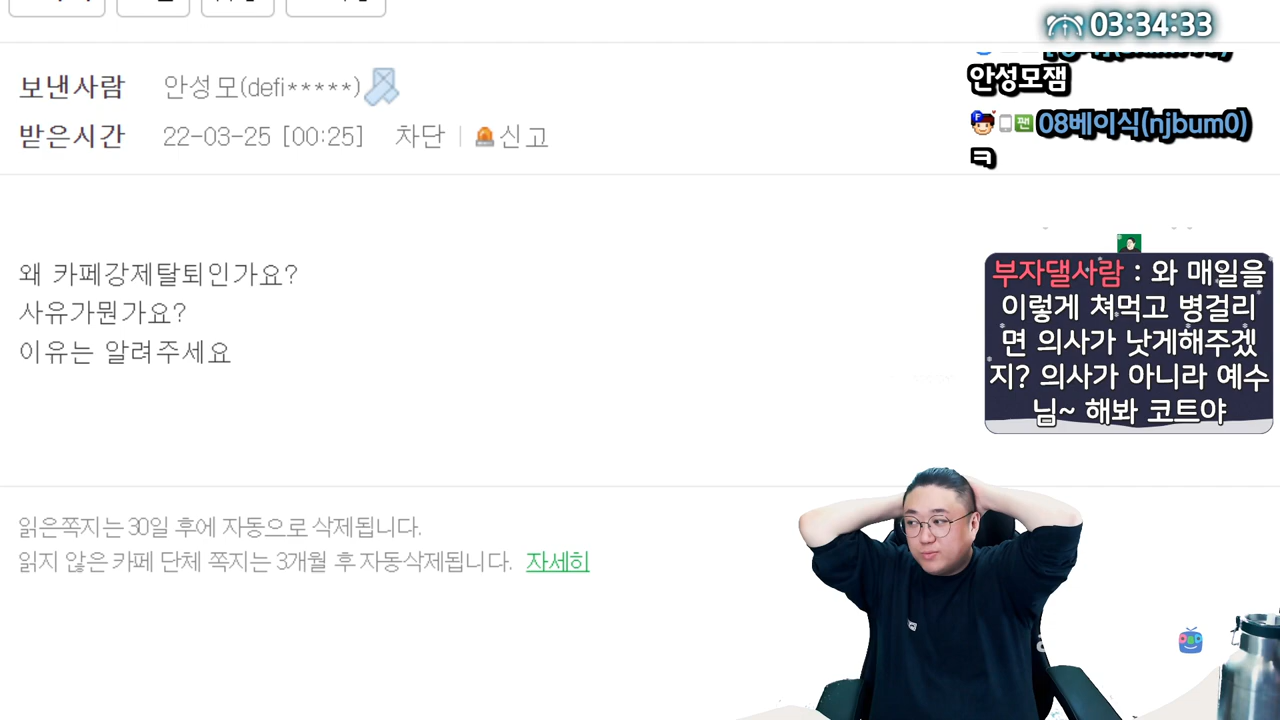 03:34:33
보낸사람 안성모(defi*****)
받은시간 22-03-25 [00:25] 차단 신고
안성모잼
F 팬 08베이식(njbum0)
ㅋ
왜 카페강제탈퇴인가요?
사유가뭔가요?
이유는 알려주세요
부자댈사람 : 와 매일을
이렇게 쳐먹고 병걸리
면 의사가 낫게해주겠
지? 의사가 아니라 예수
님~ 해봐 코트야
읽은쪽지는 30일 후에 자동으로 삭제됩니다.
읽지 않은 카페 단체 쪽지는 3개월 후 자동삭제됩니다. 자세히